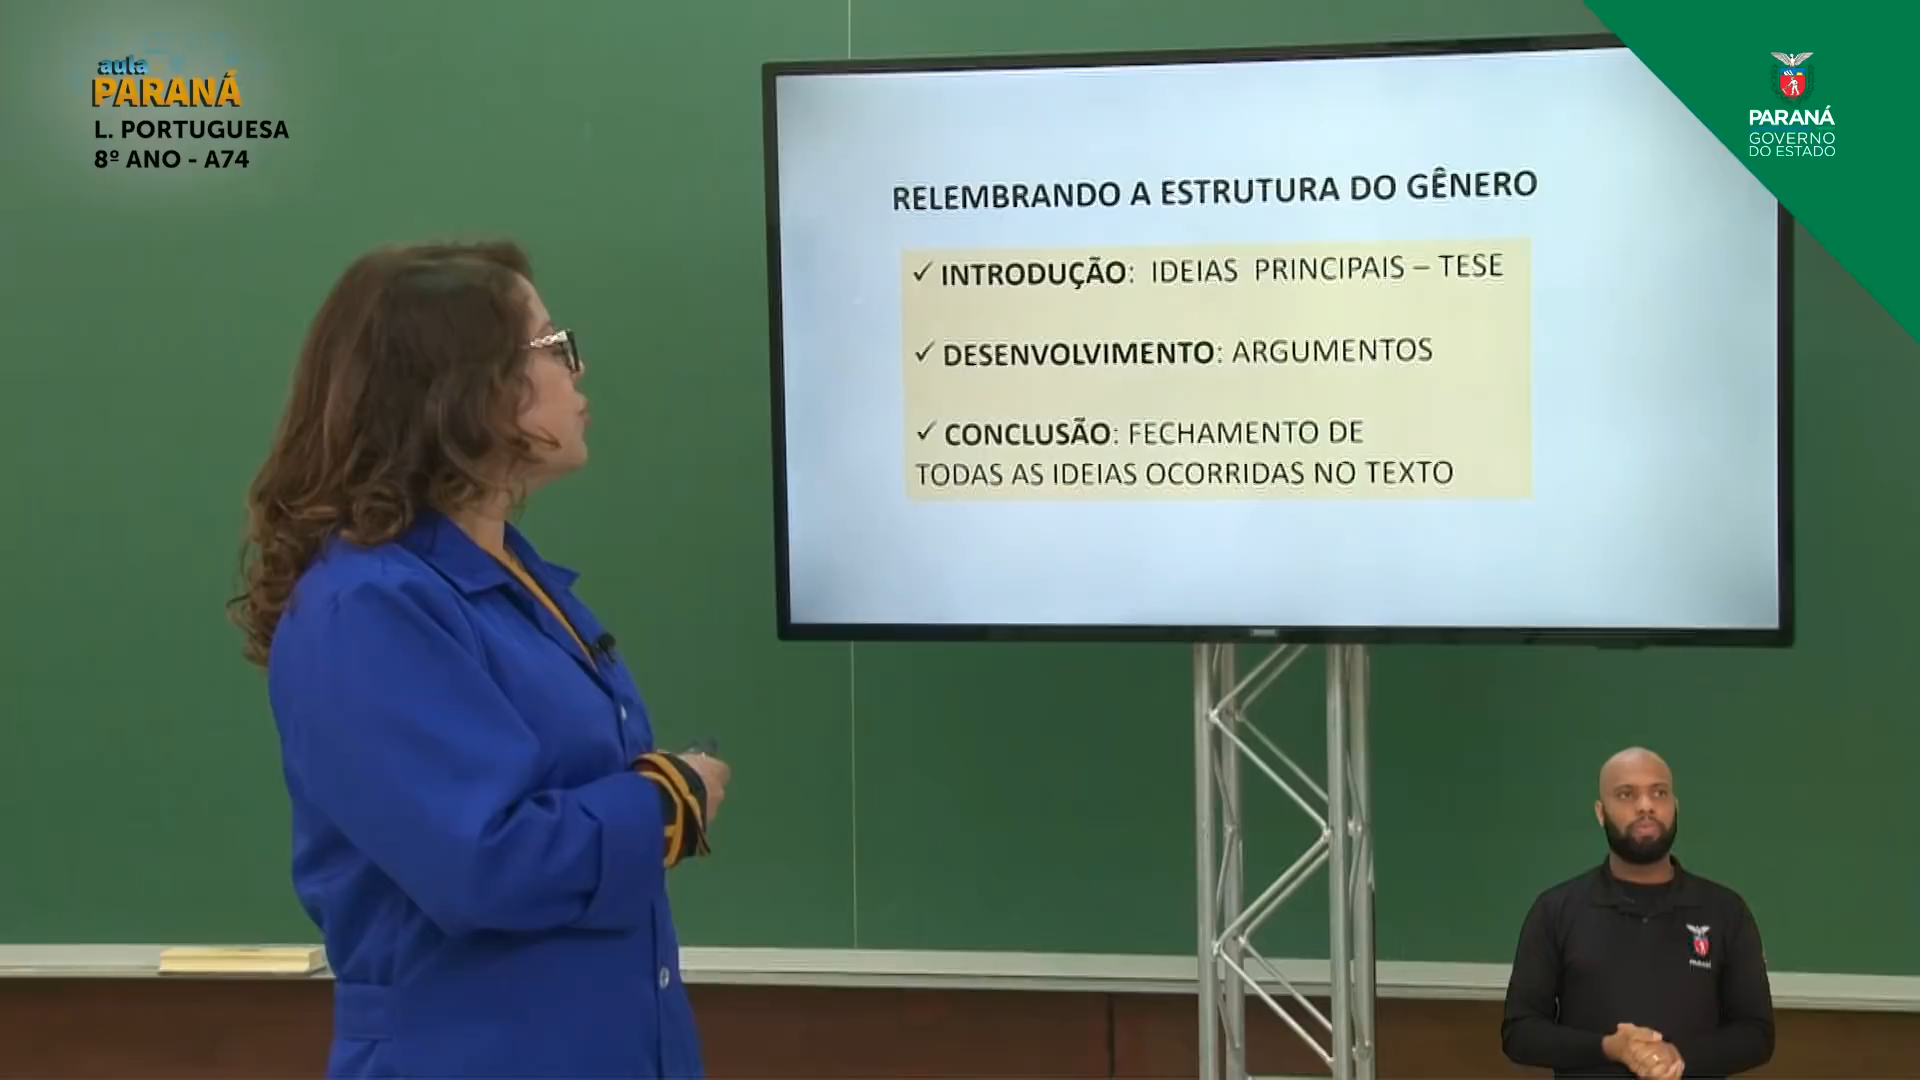 aula
PARANÁ
L. PORTUGUESA
8º ANO - A74
PARANÁ
GOVERNO
DO ESTADO
RELEMBRANDO A ESTRUTURA DO GÊNERO
✓ INTRODUÇÃO: IDEIAS PRINCIPAIS – TESE
✓ DESENVOLVIMENTO: ARGUMENTOS
✓ CONCLUSÃO: FECHAMENTO DE
TODAS AS IDEIAS OCORRIDAS NO TEXTO
PARANÁ